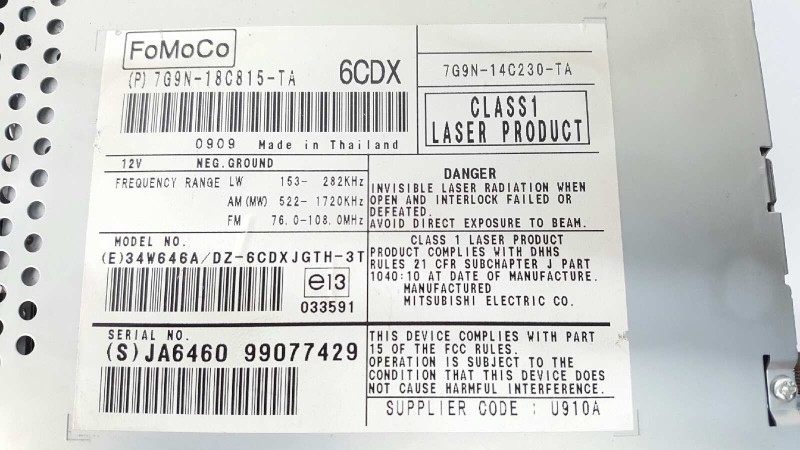 FoMoCo
(P) 7G9N-18C815-TA 6CDX
0909 Made in Thailand
7G9N-14C230-TA
CLASS1
LASER PRODUCT
12V NEG.GROUND
FREQUENCY RANGE LW 153- 282KHz
AM(MW) 522-1720KHz
FM 76.0-108.0MHz
DANGER
INVISIBLE LASER RADIATION WHEN
OPEN AND INTERLOCK FAILED OR
DEFEATED.
AVOID DIRECT EXPOSURE TO BEAM.
MODEL NO.
(E)34W646A/DZ-6CDXJGTH-3T
e13
033591
CLASS 1 LASER PRODUCT
PRODUCT COMPLIES WITH DHHS
RULES 21 CFR SUBCHAPTER J PART
1040:10 AT DATE OF MANUFACTURE.
MANUFACTURED
MITSUBISHI ELECTRIC CO.
SERIAL NO.
(S)JA6460 99077429
THIS DEVICE COMPLIES WITH PART
15 OF THE FCC RULES.
OPERATION IS SUBJECT TO THE
CONDITION THAT THIS DEVICE DOES
NOT CAUSE HARMFUL INTERFERENCE.
SUPPLIER CODE : U910A